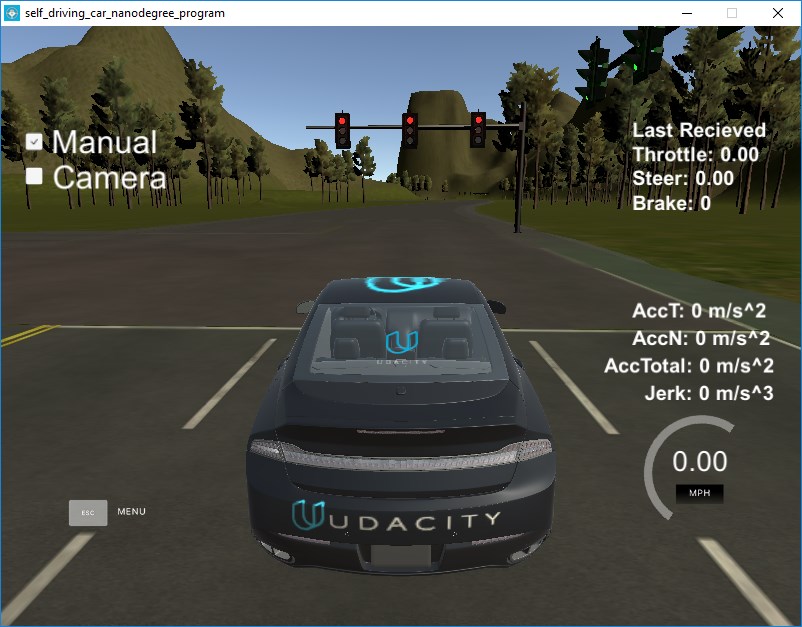 self_driving_car_nanodegree_program
Manual
Camera
Last Recieved
Throttle: 0.00
Steer: 0.00
Brake: 0
AccT: 0 m/s^2
AccN: 0 m/s^2
AccTotal: 0 m/s^2
Jerk: 0 m/s^3
0.00
MPH
UDACITY
ESC MENU
UDACITY